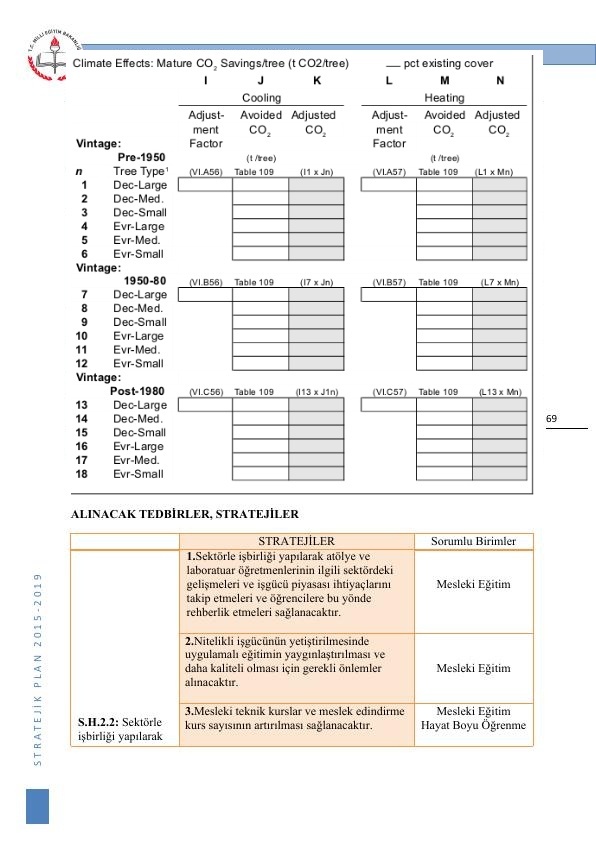 T.C. MİLLÎ EĞİTİM BAKANLIĞI
Climate Effects: Mature CO2 Savings/tree (t CO2/tree) __ pct existing cover
I J K L M N
Cooling Heating
Adjust- Avoided Adjusted Adjust- Avoided Adjusted
ment CO2 CO2 ment CO2 CO2
Vintage: Factor Factor
Pre-1950 (t /tree) (t /tree)
n Tree Type1 (VI.A56) Table 109 (I1 x Jn) (VI.A57) Table 109 (L1 x Mn)
1 Dec-Large
2 Dec-Med.
3 Dec-Small
4 Evr-Large
5 Evr-Med.
6 Evr-Small
Vintage:
1950-80 (VI.B56) Table 109 (I7 x Jn) (VI.B57) Table 109 (L7 x Mn)
7 Dec-Large
8 Dec-Med.
9 Dec-Small
10 Evr-Large
11 Evr-Med.
12 Evr-Small
Vintage:
Post-1980 (VI.C56) Table 109 (I13 x J1n) (VI.C57) Table 109 (L13 x Mn)
13 Dec-Large
14 Dec-Med.
15 Dec-Small
16 Evr-Large
17 Evr-Med.
18 Evr-Small
69
ALINACAK TEDBİRLER, STRATEJİLER
STRATEJİLER Sorumlu Birimler
1.Sektörle işbirliği yapılarak atölye ve
laboratuar öğretmenlerinin ilgili sektördeki
gelişmeleri ve işgücü piyasası ihtiyaçlarını
takip etmeleri ve öğrencilere bu yönde
rehberlik etmeleri sağlanacaktır.
Mesleki Eğitim
2.Nitelikli işgücünün yetiştirilmesinde
uygulamalı eğitimin yaygınlaştırılması ve
daha kaliteli olması için gerekli önlemler
alınacaktır.
Mesleki Eğitim
3.Mesleki teknik kurslar ve meslek edindirme
kurs sayısının artırılması sağlanacaktır.
Mesleki Eğitim
Hayat Boyu Öğrenme
S.H.2.2: Sektörle
işbirliği yapılarak
STRATEJİK PLAN 2015-2019